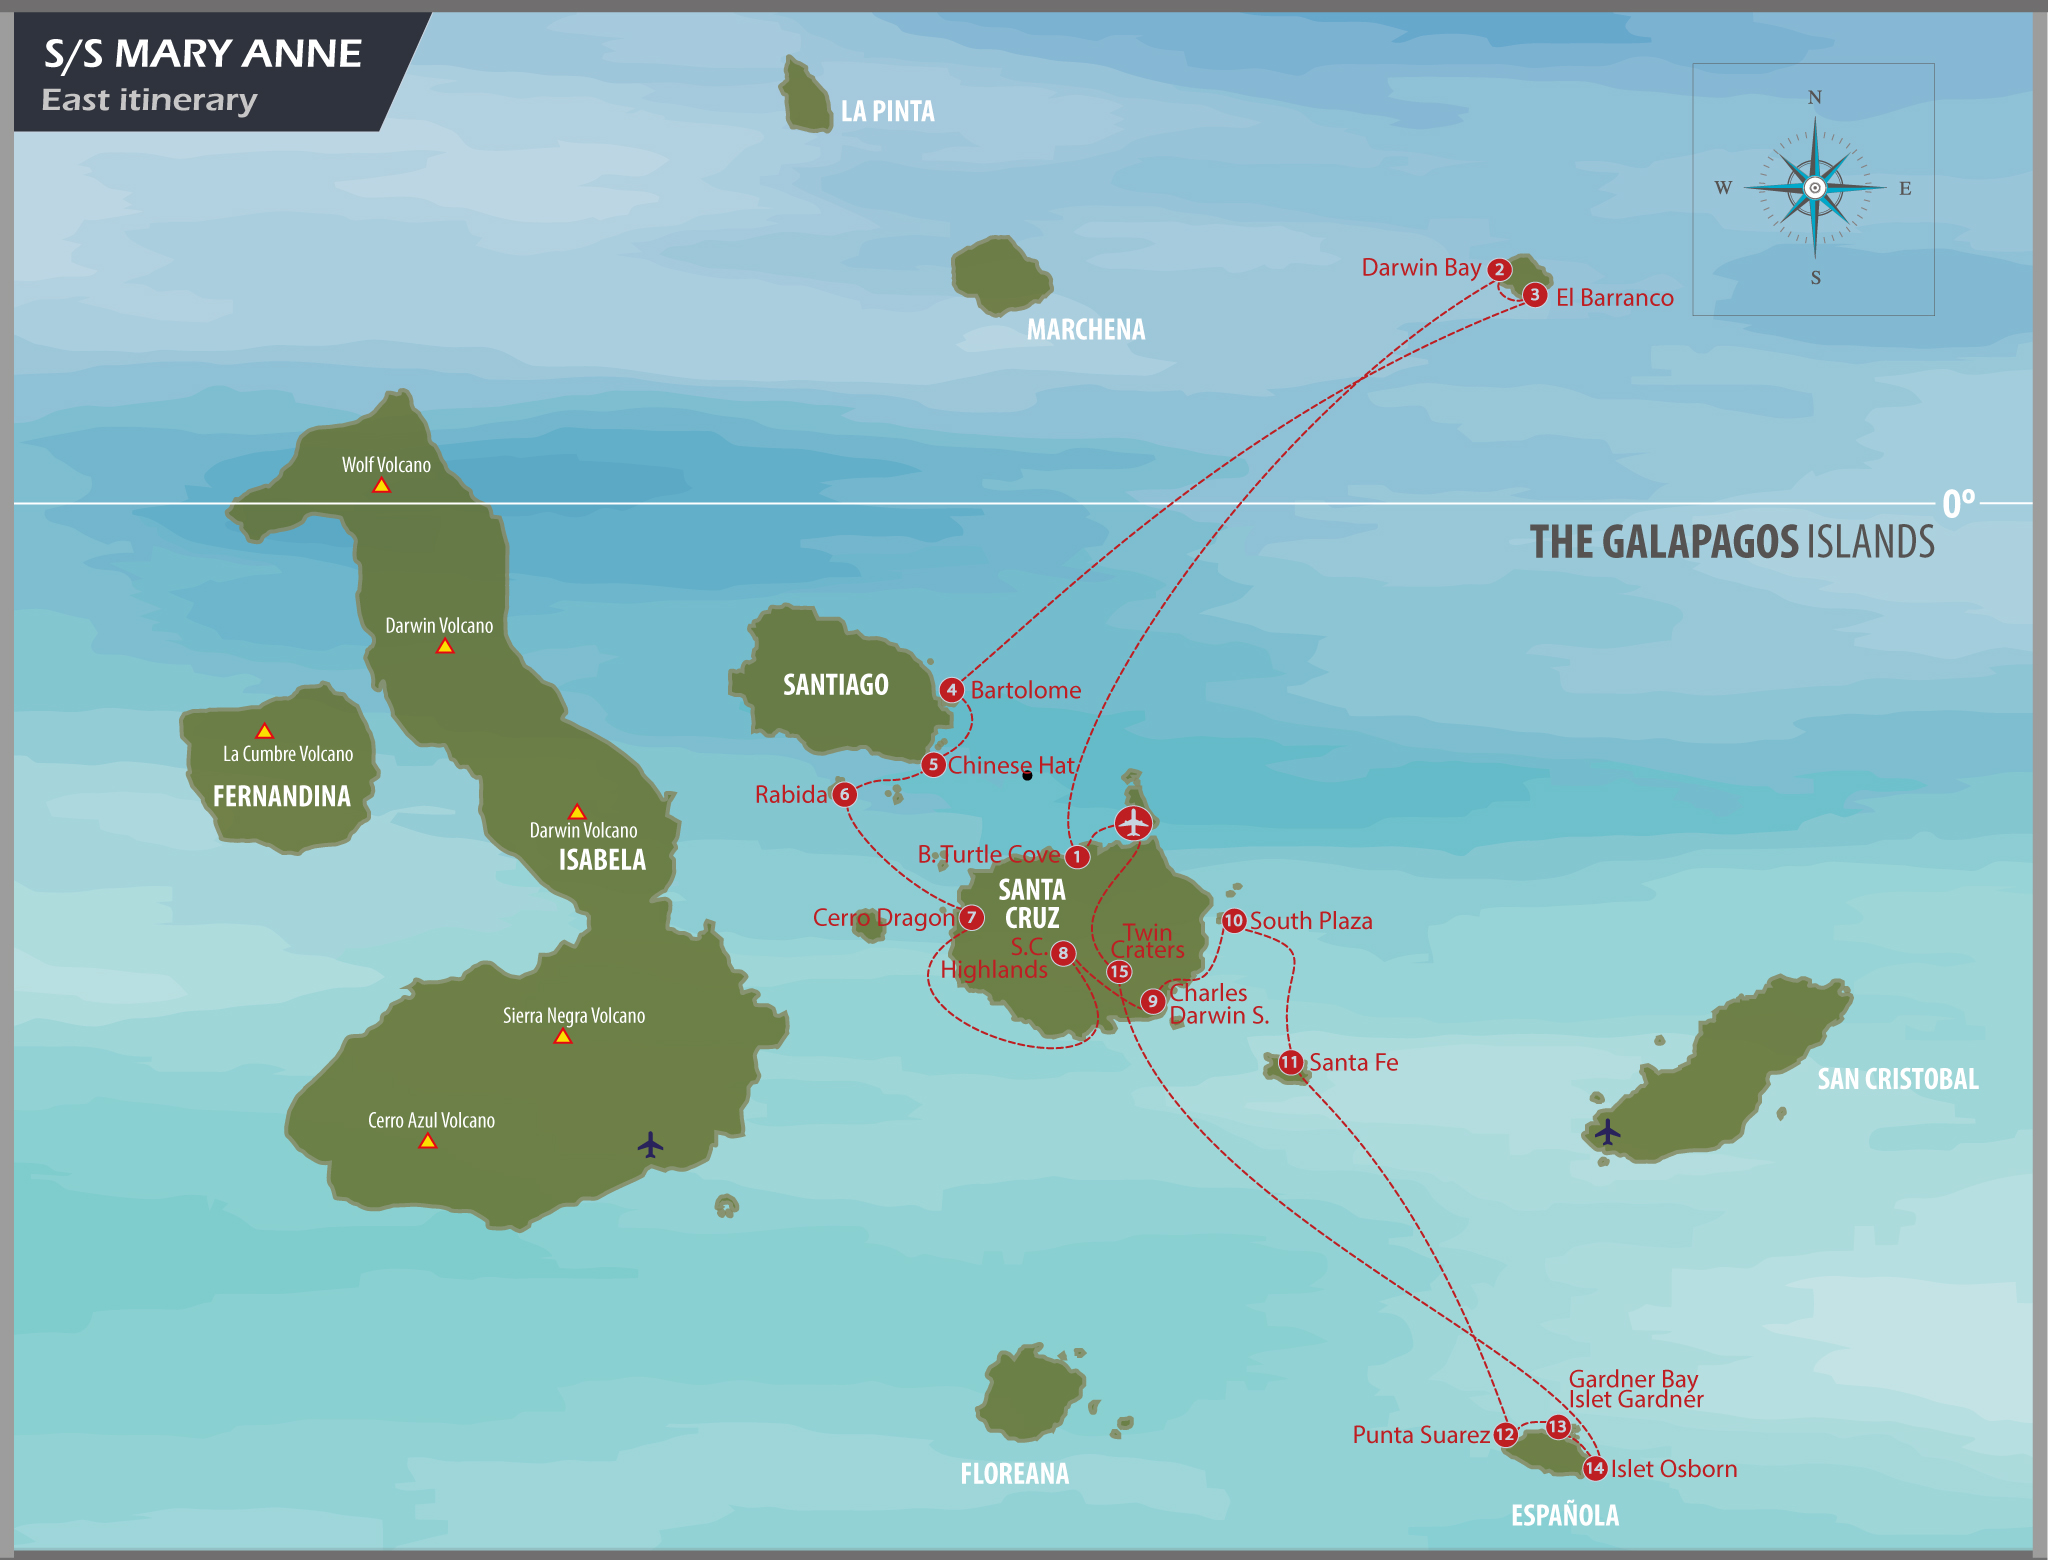 S/S MARY ANNE
East itinerary
LA PINTA
N
W
E
S
MARCHENA
Darwin Bay
2
3
El Barranco
Wolf Volcano
0º
THE GALAPAGOS ISLANDS
Darwin Volcano
SANTIAGO
4
Bartolome
La Cumbre Volcano
FERNANDINA
5
Chinese Hat
Rabida
6
Darwin Volcano
ISABELA
B. Turtle Cove
1
SANTA
CRUZ
Cerro Dragon
7
S.C.
Highlands
8
Twin
Craters
15
10
South Plaza
9
Charles
Darwin S.
Sierra Negra Volcano
11
Santa Fe
SAN CRISTOBAL
Cerro Azul Volcano
Gardner Bay
Islet Gardner
Punta Suarez
12
13
14
Islet Osborn
FLOREANA
ESPAÑOLA